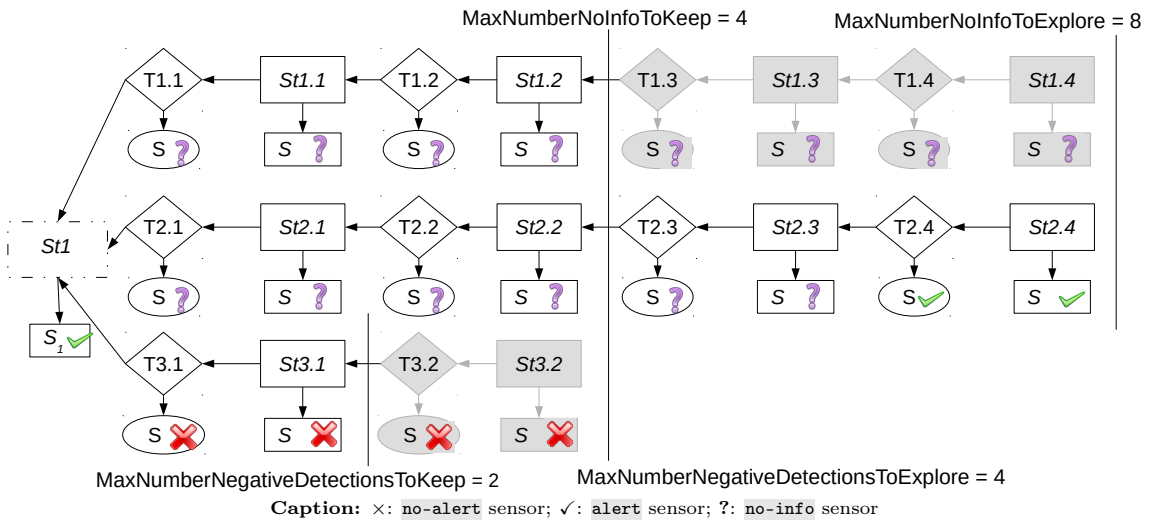 MaxNumberNoInfoToKeep = 4
MaxNumberNoInfoToExplore = 8
T1.1 St1.1 T1.2 St1.2 T1.3 St1.3 T1.4 St1.4
S ? S ? S ? S ? S ? S ? S ? S ?
St1
T2.1 St2.1 T2.2 St2.2 T2.3 St2.3 T2.4 St2.4
S ? S ? S ? S ? S ? S ? S ✓ S ✓
S1 ✓
T3.1 St3.1 T3.2 St3.2
S × S × S × S ×
MaxNumberNegativeDetectionsToKeep = 2
MaxNumberNegativeDetectionsToExplore = 4
Caption: ×: no-alert sensor; ✓: alert sensor; ?: no-info sensor